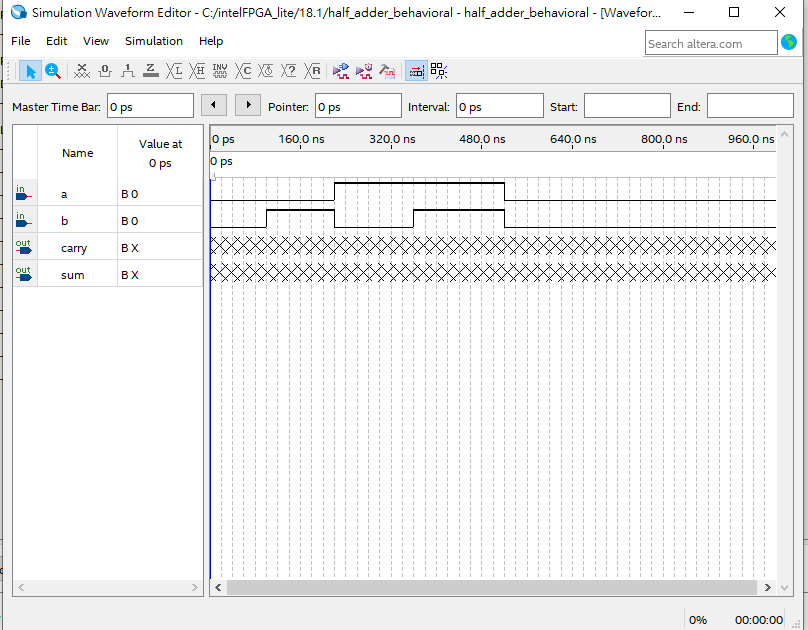 Simulation Waveform Editor - C:/intelFPGA_lite/18.1/half_adder_behavioral - half_adder_behavioral - [Wavefor...
File Edit View Simulation Help
Search altera.com
Master Time Bar: 0 ps Pointer: 0 ps Interval: 0 ps Start: End:
Name Value at
0 ps
0 ps 160.0 ns 320.0 ns 480.0 ns 640.0 ns 800.0 ns 960.0 ns
0 ps
in a B 0
in b B 0
out carry B X
out sum B X
0% 00:00:00